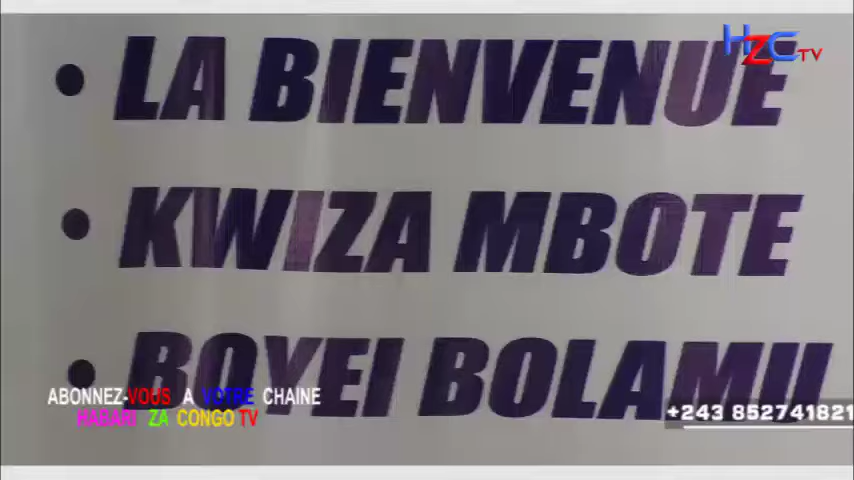 HZC TV
• LA BIENVENUE
• KWIZA MBOTE
• BOYEI BOLAMU
ABONNEZ-VOUS A VOTRE CHAINE
HABARI ZA CONGO TV
+243 852741821